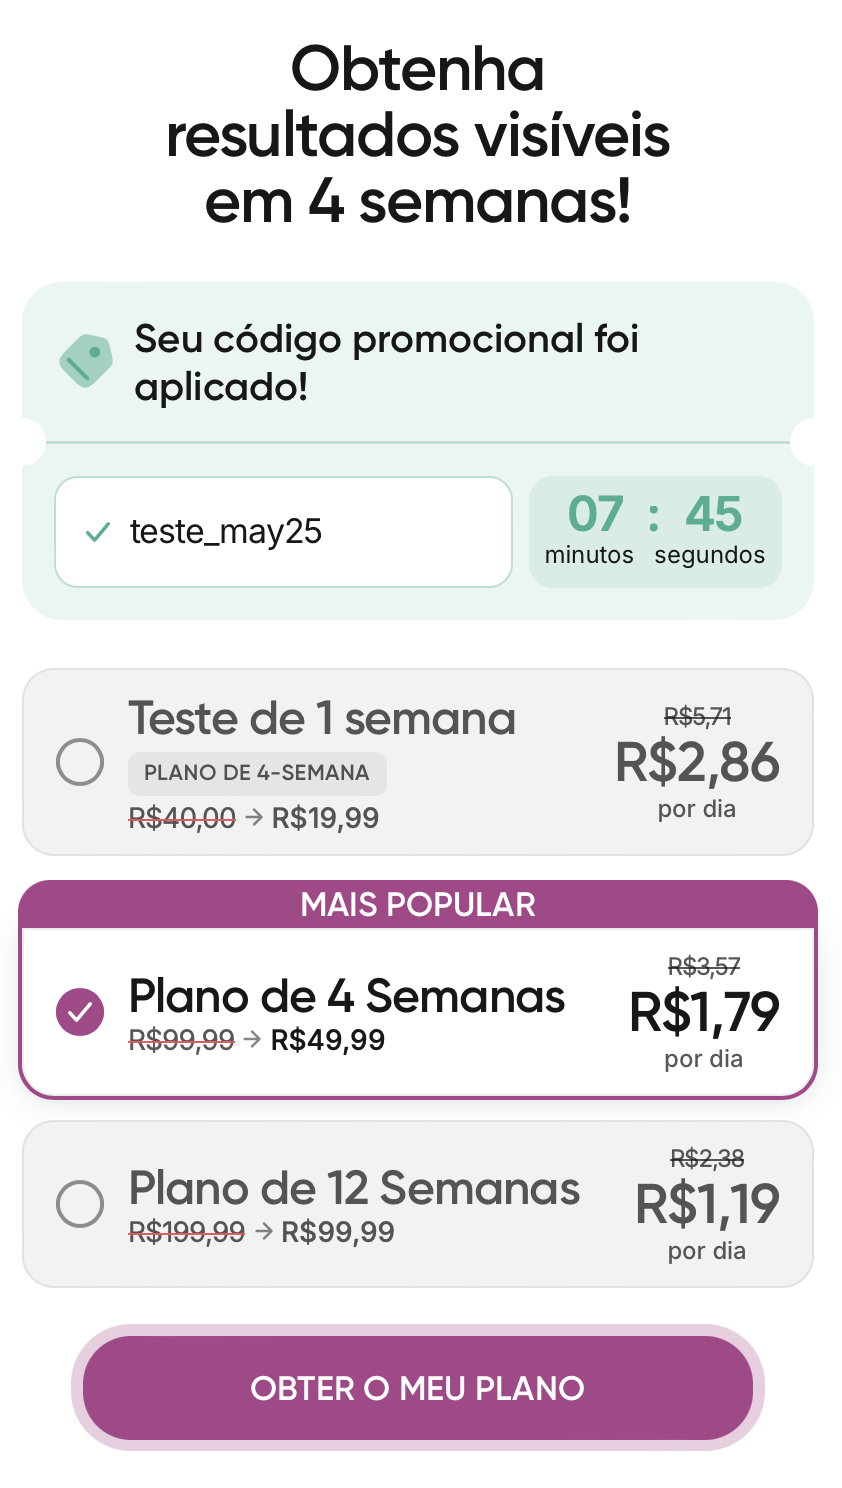 Obtenha
resultados visíveis
em 4 semanas!
Seu código promocional foi
aplicado!
teste_may25
07 : 45
minutos segundos
Teste de 1 semana
PLANO DE 4-SEMANA
R$40,00 → R$19,99
R$5,71
R$2,86
por dia
MAIS POPULAR
Plano de 4 Semanas
R$99,99 → R$49,99
R$3,57
R$1,79
por dia
Plano de 12 Semanas
R$199,99 → R$99,99
R$2,38
R$1,19
por dia
OBTER O MEU PLANO